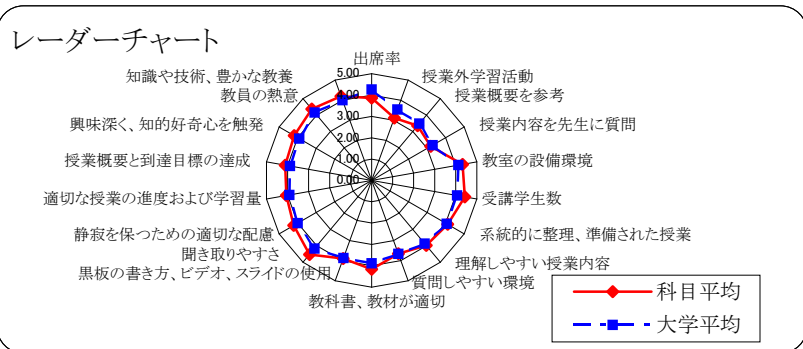 レーダーチャート
出席率
授業外学習活動
授業概要を参考
授業内容を先生に質問
教室の設備環境
受講学生数
系統的に整理、準備された授業
理解しやすい授業内容
質問しやすい環境
教科書、教材が適切
黒板の書き方、ビデオ、スライドの使用
聞き取りやすさ
静寂を保つための適切な配慮
適切な授業の進度および学習量
授業概要と到達目標の達成
興味深く、知的好奇心を触発
教員の熱意
知識や技術、豊かな教養
5.00
4.00
3.00
2.00
1.00
0.00
科目平均
大学平均